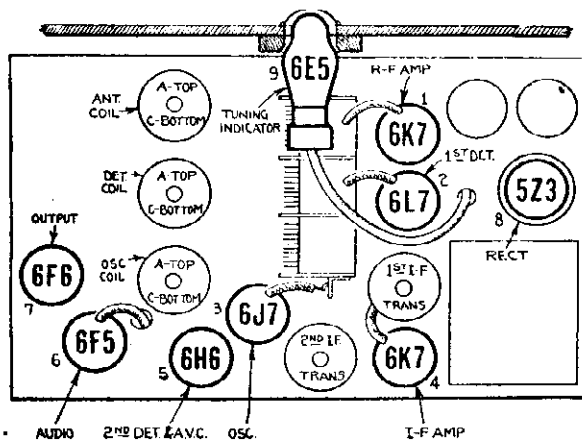 6E5
9
TUNING
INDICATOR
R-F AMP
1
6K7
1ST DET.
2
6L7
5Z3
8
RECT
ANT.
COIL
A-TOP
C-BOTTOM
DET.
COIL
A-TOP
C-BOTTOM
OSC
COIL
A-TOP
C-BOTTOM
OUTPUT
6F6
7
6F5
6
AUDIO
6H6
5
2ND DET. & A.V.C.
3
6J7
OSC.
2ND I.F.
TRANS
1ST I-F
TRANS
6K7
4
I-F AMP